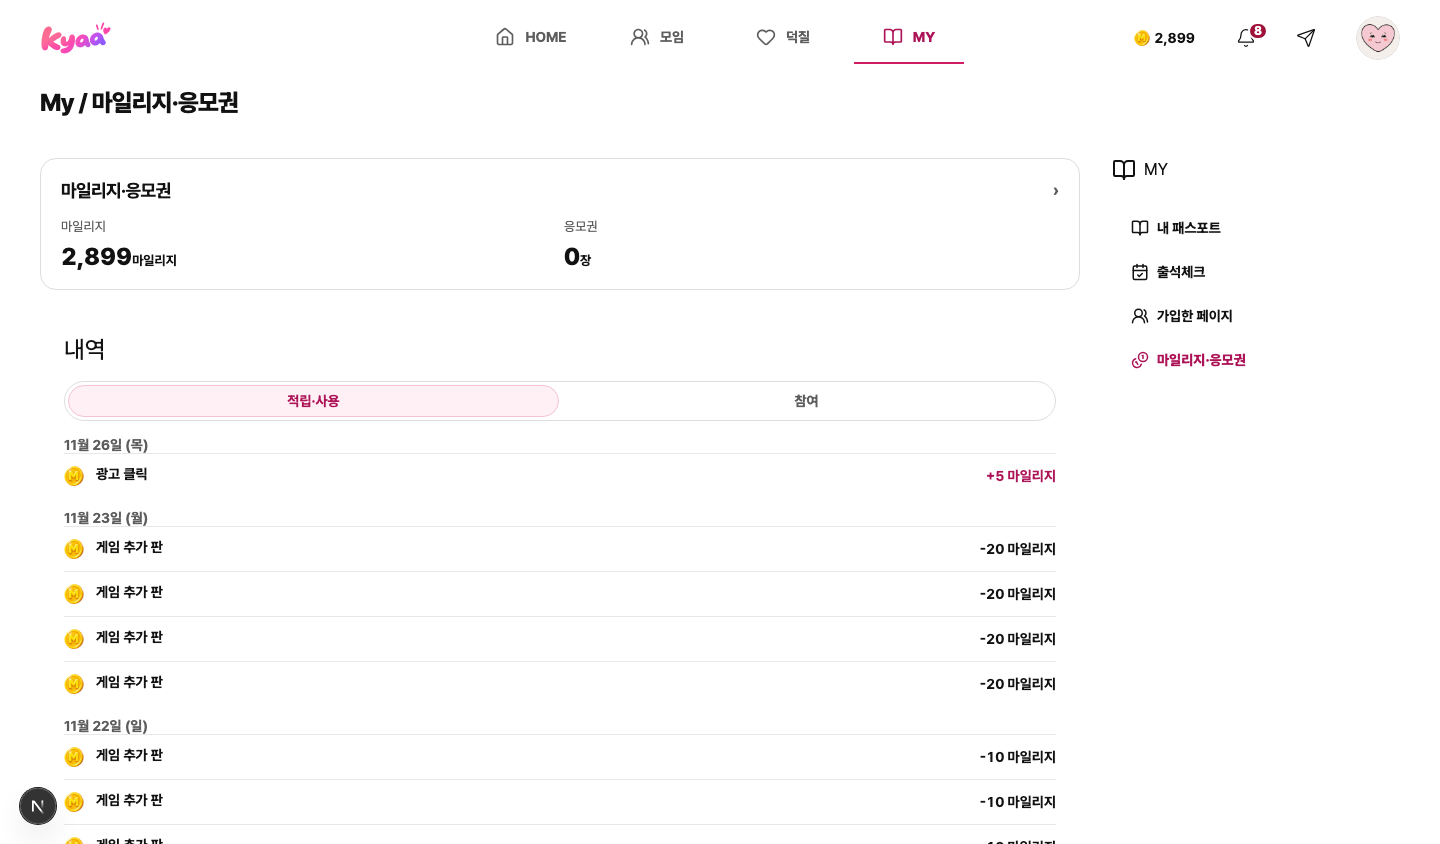 kyaa
HOME
모임
덕질
MY
2,899
8
My / 마일리지·응모권
마일리지·응모권
›
마일리지
응모권
2,899마일리지
0장
MY
내 패스포트
출석체크
가입한 페이지
마일리지·응모권
내역
적립·사용
참여
11월 26일 (목)
광고 클릭
+5 마일리지
11월 23일 (월)
게임 추가 판
-20 마일리지
게임 추가 판
-20 마일리지
게임 추가 판
-20 마일리지
게임 추가 판
-20 마일리지
11월 22일 (일)
게임 추가 판
-10 마일리지
게임 추가 판
-10 마일리지
게임 추가 판